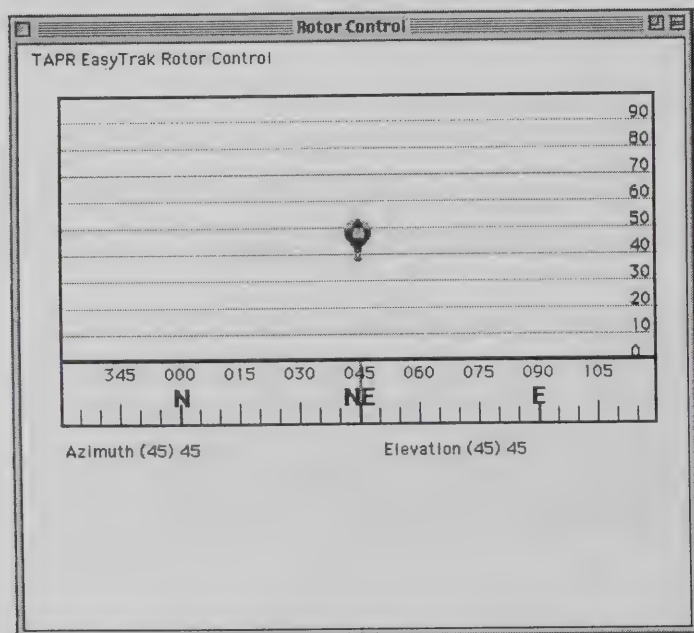 Rotor Control
TAPR EasyTrak Rotor Control
90
80
70
60
50
40
30
20
10
0
345 000 015 030 045 060 075 090 105
N NE E
Azimuth (45) 45 Elevation (45) 45